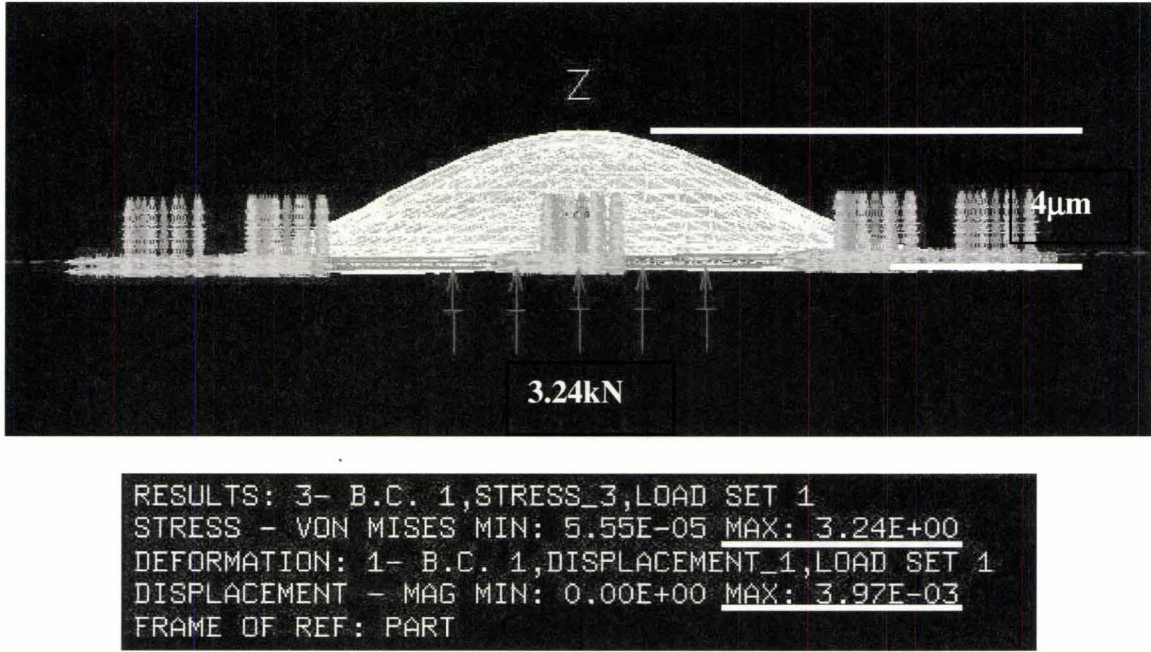 Z
4μm
3.24kN
RESULTS: 3- B.C. 1,STRESS_3,LOAD SET 1
STRESS - VON MISES MIN: 5.55E-05 MAX: 3.24E+00
DEFORMATION: 1- B.C. 1,DISPLACEMENT_1,LOAD SET 1
DISPLACEMENT - MAG MIN: 0.00E+00 MAX: 3.97E-03
FRAME OF REF: PART